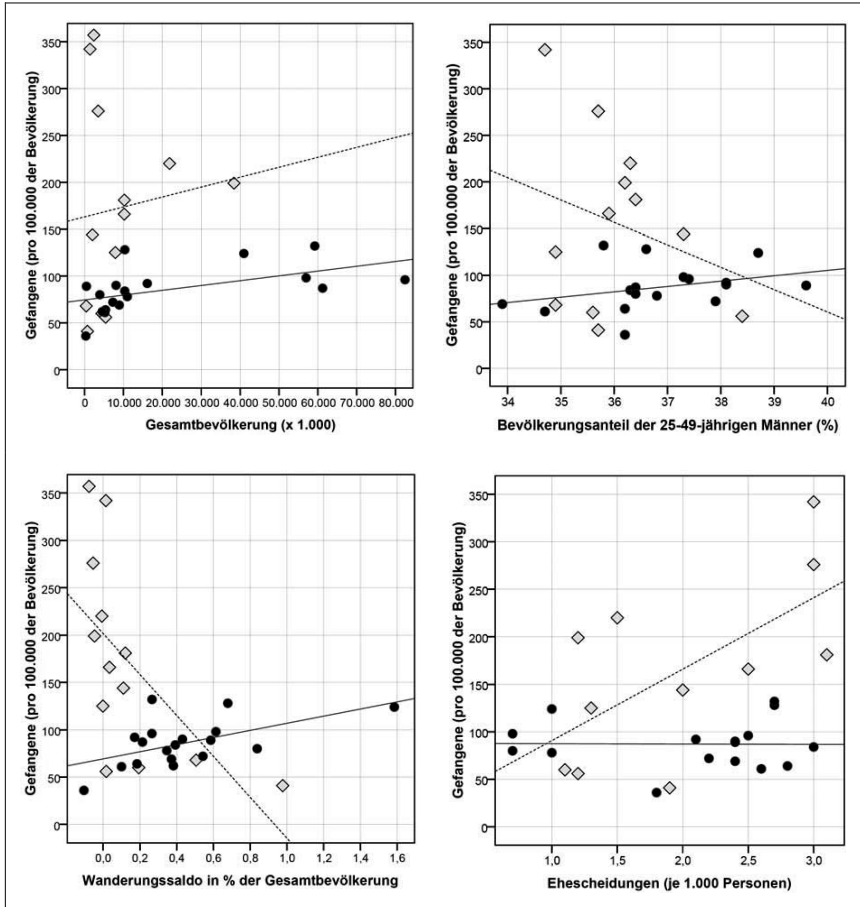 Gefangene (pro 100.000 der Bevölkerung)
350
300
250
200
150
100
50
0
0 10.000 20.000 30.000 40.000 50.000 60.000 70.000 80.000
Gesamtbevölkerung (x 1.000)
Gefangene (pro 100.000 der Bevölkerung)
350
300
250
200
150
100
50
0
34 35 36 37 38 39 40
Bevölkerungsanteil der 25-49-jährigen Männer (%)
Gefangene (pro 100.000 der Bevölkerung)
350
300
250
200
150
100
50
0
0,0 0,2 0,4 0,6 0,8 1,0 1,2 1,4 1,6
Wanderungssaldo in % der Gesamtbevölkerung
Gefangene (pro 100.000 der Bevölkerung)
350
300
250
200
150
100
50
0
1,0 1,5 2,0 2,5 3,0
Ehescheidungen (je 1.000 Personen)